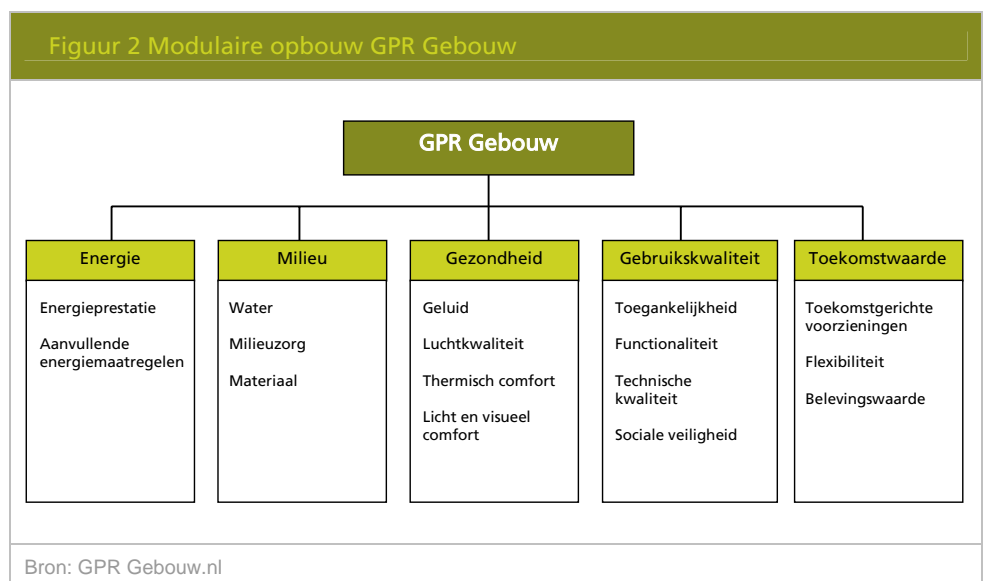 Figuur 2 Modulaire opbouw GPR Gebouw
GPR Gebouw
Energie
Energieprestatie
Aanvullende
energiemaatregelen
Milieu
Water
Milieuzorg
Materiaal
Gezondheid
Geluid
Luchtkwaliteit
Thermisch comfort
Licht en visueel
comfort
Gebruikskwaliteit
Toegankelijkheid
Functionaliteit
Technische
kwaliteit
Sociale veiligheid
Toekomstwaarde
Toekomstgerichte
voorzieningen
Flexibiliteit
Belevingswaarde
Bron: GPR Gebouw.nl